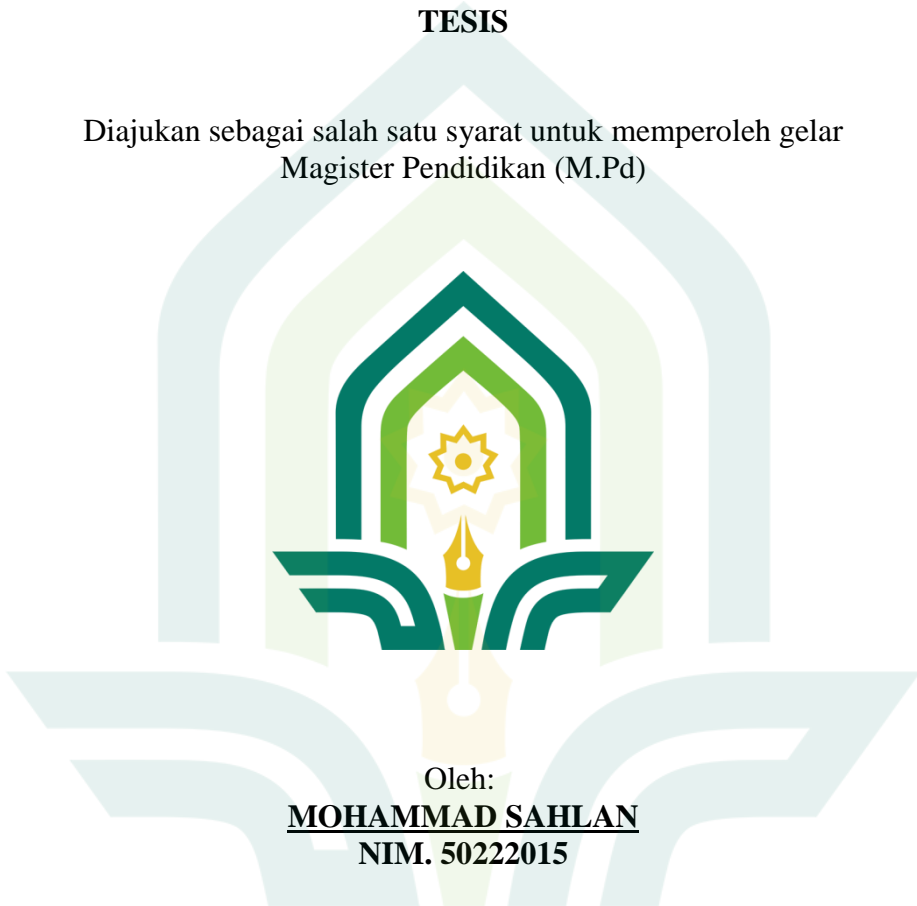 TESIS
Diajukan sebagai salah satu syarat untuk memperoleh gelar
Magister Pendidikan (M.Pd)
Oleh:
MOHAMMAD SAHLAN
NIM. 50222015